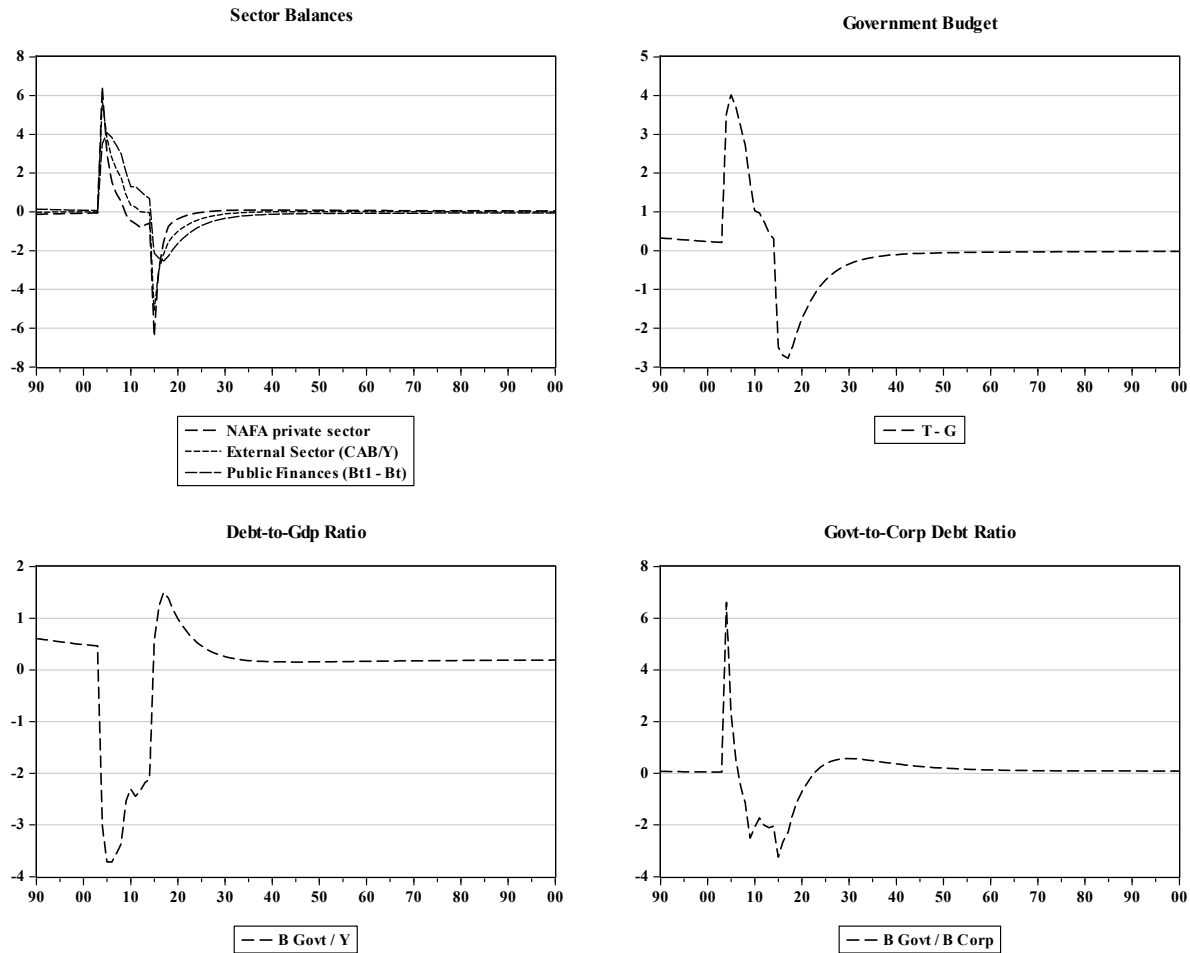 Sector Balances
8
6
4
2
0
-2
-4
-6
-8
90 00 10 20 30 40 50 60 70 80 90 00
NAFA private sector
External Sector (CAB/Y)
Public Finances (Bt1 - Bt)
Government Budget
5
4
3
2
1
0
-1
-2
-3
90 00 10 20 30 40 50 60 70 80 90 00
T - G
Debt-to-Gdp Ratio
2
1
0
-1
-2
-3
-4
90 00 10 20 30 40 50 60 70 80 90 00
B Govt / Y
Govt-to-Corp Debt Ratio
8
6
4
2
0
-2
-4
90 00 10 20 30 40 50 60 70 80 90 00
B Govt / B Corp